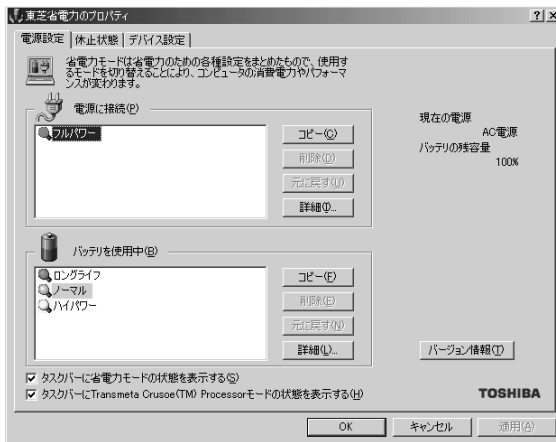 東芝省電力のプロパティ
電源設定 休止状態 デバイス設定
省電力モードは省電力のための各種設定をまとめたもので、使用す
るモードを切り替えることにより、コンピュータの消費電力やパフォーマ
ンスが変わります。
電源に接続(P)
フルパワー
コピー(C)
削除(D)
元に戻す(U)
詳細(I)...
現在の電源
AC電源
バッテリの残容量
100%
バッテリを使用中(B)
ロングライフ
ノーマル
ハイパワー
コピー(F)
削除(E)
元に戻す(N)
詳細(L)...
バージョン情報(T)
タスクバーに省電力モードの状態を表示する(S)
タスクバーにTransmeta Crusoe(TM) Processorモードの状態を表示する(H)
TOSHIBA
OK キャンセル 適用(A)